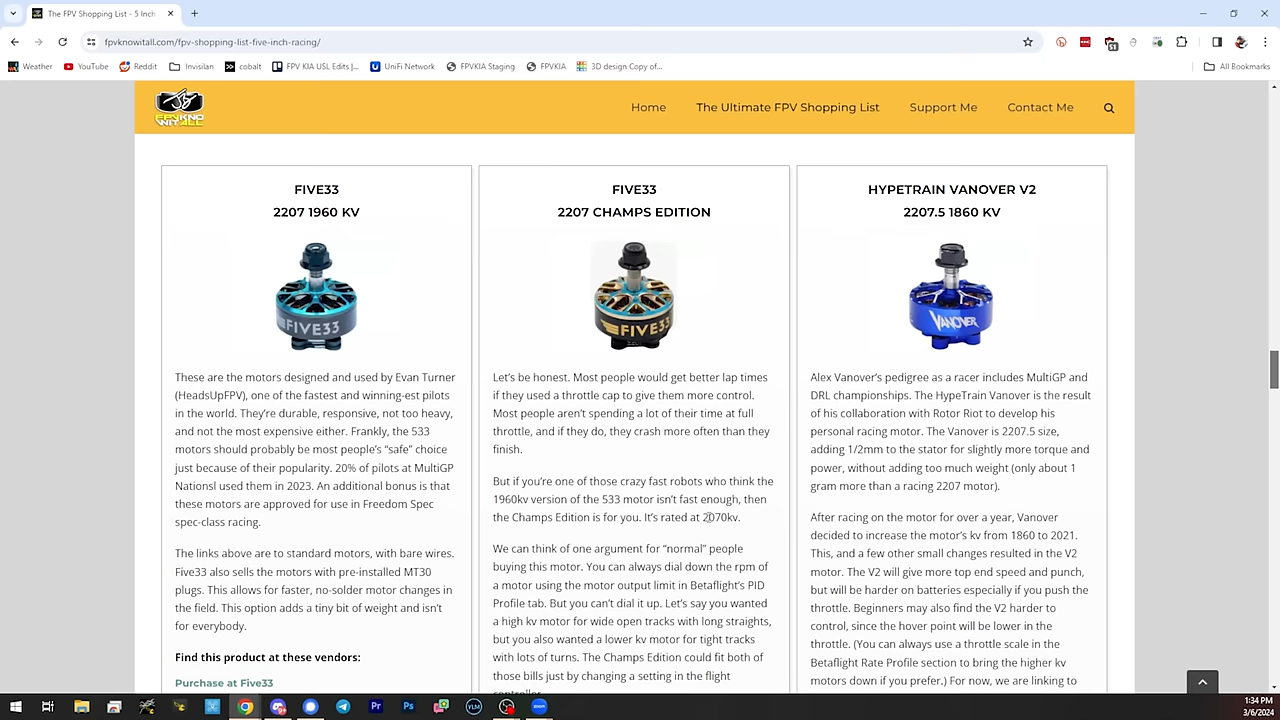 The FPV Shopping List - 5 Inch
fpvknowitall.com/fpv-shopping-list-five-inch-racing/
51
Weather YouTube Reddit Invisilan cobalt FPV KIA USL Edits |... UniFi Network FPVKIA Staging FPVKIA 3D design Copy of... All Bookmarks
FPVKNO
WITALL
.COM
Home The Ultimate FPV Shopping List Support Me Contact Me
FIVE33
2207 1960 KV
FIVE33
These are the motors designed and used by Evan Turner
(HeadsUpFPV), one of the fastest and winning-est pilots
in the world. They're durable, responsive, not too heavy,
and not the most expensive either. Frankly, the 533
motors should probably be most people's “safe” choice
just because of their popularity. 20% of pilots at MultiGP
Nationsl used them in 2023. An additional bonus is that
these motors are approved for use in Freedom Spec
spec-class racing.
The links above are to standard motors, with bare wires.
Five33 also sells the motors with pre-installed MT30
plugs. This allows for faster, no-solder motor changes in
the field. This option adds a tiny bit of weight and isn't
for everybody.
Find this product at these vendors:
Purchase at Five33
FIVE33
2207 CHAMPS EDITION
FIVE33
Let's be honest. Most people would get better lap times
if they used a throttle cap to give them more control.
Most people aren't spending a lot of their time at full
throttle, and if they do, they crash more often than they
finish.
But if you're one of those crazy fast robots who think the
1960kv version of the 533 motor isn't fast enough, then
the Champs Edition is for you. It's rated at 2070kv.
We can think of one argument for “normal” people
buying this motor. You can always dial down the rpm of
a motor using the motor output limit in Betaflight's PID
Profile tab. But you can't dial it up. Let's say you wanted
a high kv motor for wide open tracks with long straights,
but you also wanted a lower kv motor for tight tracks
with lots of turns. The Champs Edition could fit both of
those bills just by changing a setting in the flight
controller.
HYPETRAIN VANOVER V2
2207.5 1860 KV
VANOVER
Alex Vanover's pedigree as a racer includes MultiGP and
DRL championships. The HypeTrain Vanover is the result
of his collaboration with Rotor Riot to develop his
personal racing motor. The Vanover is 2207.5 size,
adding 1/2mm to the stator for slightly more torque and
power, without adding too much weight (only about 1
gram more than a racing 2207 motor).
After racing on the motor for over a year, Vanover
decided to increase the motor's kv from 1860 to 2021.
This, and a few other small changes resulted in the V2
motor. The V2 will give more top end speed and punch,
but will be harder on batteries especially if you push the
throttle. Beginners may also find the V2 harder to
control, since the hover point will be lower in the
throttle. (You can always use a throttle scale in the
Betaflight Rate Profile section to bring the higher kv
motors down if you prefer.) For now, we are linking to
Pr Ps VLM zoom
1:34 PM
3/6/2024